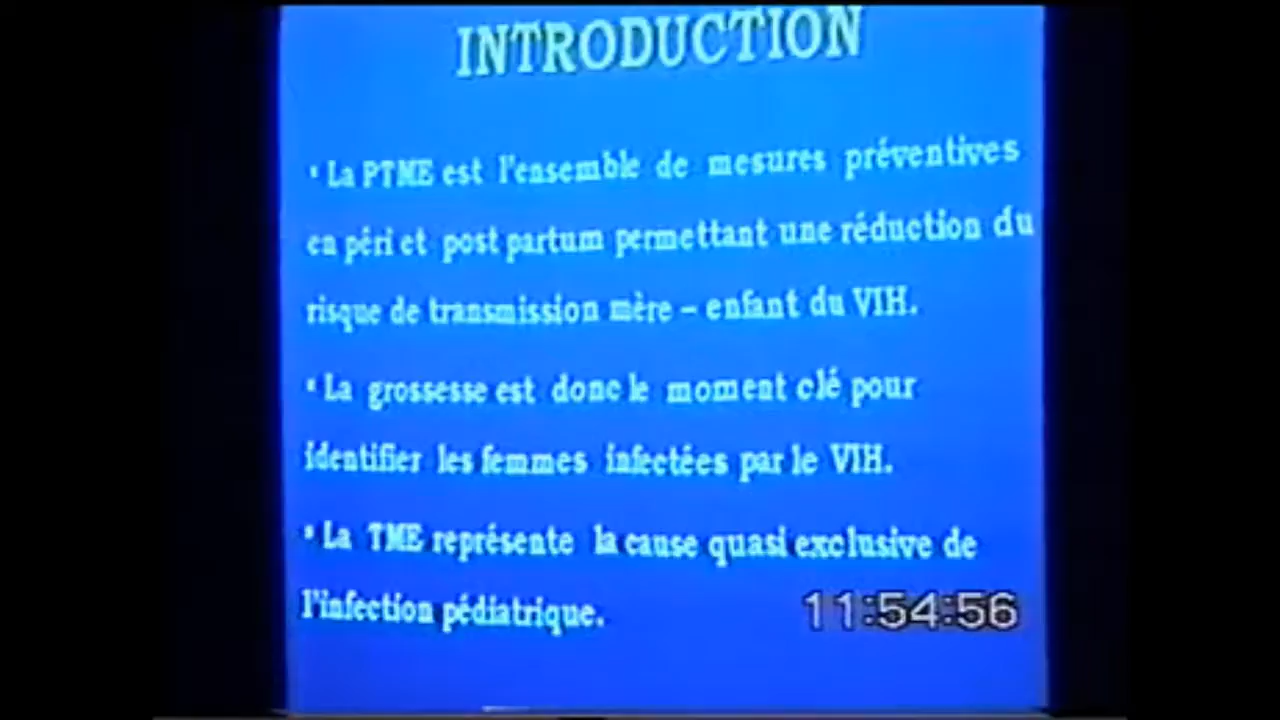 INTRODUCTION
▪ La PTME est l'ensemble de mesures préventives
en péri et post partum permettant une réduction du
risque de transmission mère – enfant du VIH.
▪ La grossesse est donc le moment clé pour
identifier les femmes infectées par le VIH.
▪ La TME représente la cause quasi exclusive de
l'infection pédiatrique.
11:54:56